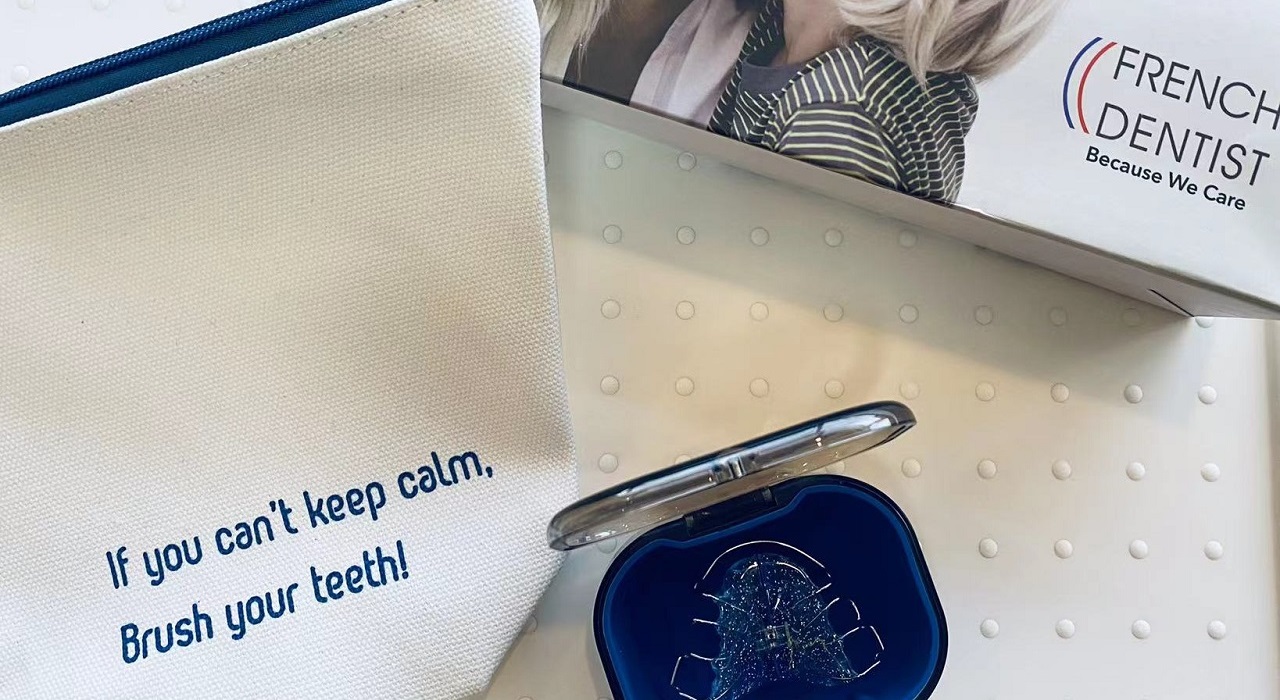 FRENCH
DENTIST
Because We Care
If you can't keep calm,
Brush your teeth!